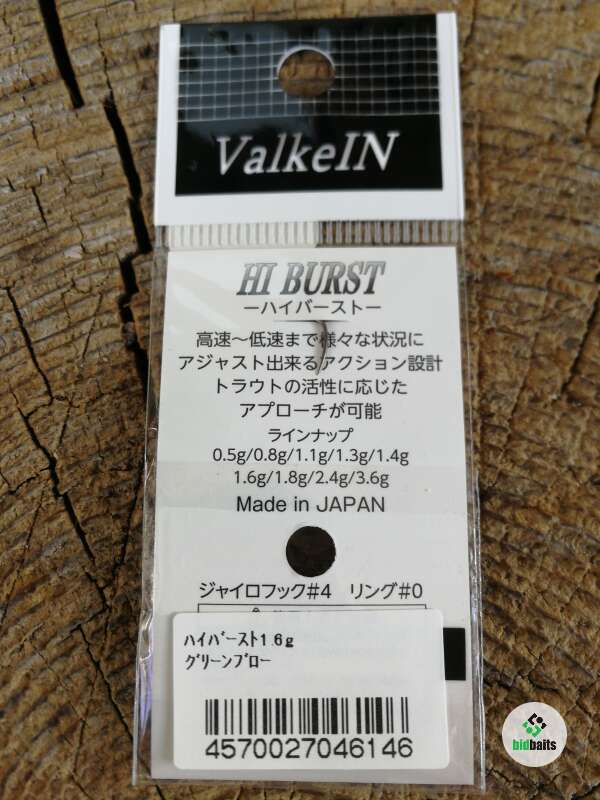 ValkeIN
HI BURST
ーハイバーストー
高速～低速まで様々な状況に
アジャスト出来るアクション設計
トラウトの活性に応じた
アプローチが可能
ラインナップ
0.5g/0.8g/1.1g/1.3g/1.4g
1.6g/1.8g/2.4g/3.6g
Made in JAPAN
ジャイロフック#4 リング#0
ﾊｲﾊﾞｰｽﾄ1.6g
ｸﾞﾘｰﾝﾌﾞﾛｰ
4570027046146
bidbaits